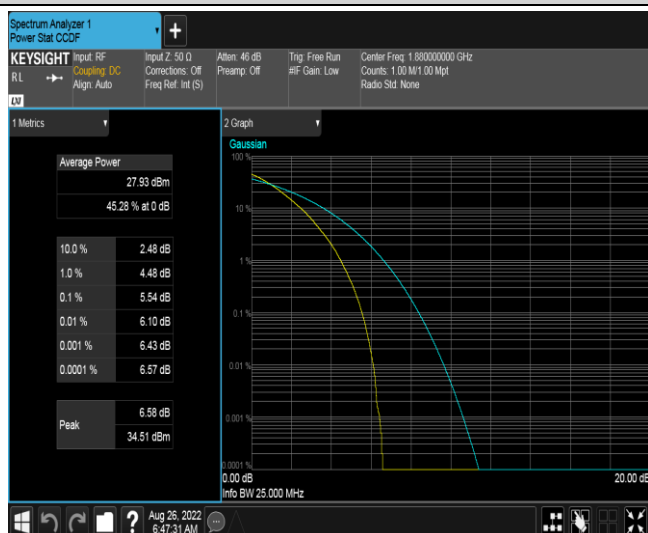 Spectrum Analyzer 1
Power Stat CCDF
KEYSIGHT
RL
LXI
Input: RF
Coupling: DC
Align: Auto
Input Z: 50 Ω
Corrections: Off
Freq Ref: Int (S)
Atten: 46 dB
Preamp: Off
Trig: Free Run
#IF Gain: Low
Center Freq: 1.880000000 GHz
Counts: 1.00 M/1.00 Mpt
Radio Std: None
1 Metrics
Average Power
27.93 dBm
45.28 % at 0 dB
10.0 % 2.48 dB
1.0 % 4.48 dB
0.1 % 5.54 dB
0.01 % 6.10 dB
0.001 % 6.43 dB
0.0001 % 6.57 dB
Peak
6.58 dB
34.51 dBm
2 Graph
Gaussian
100 %
10 %
1 %
0.1 %
0.01 %
0.001 %
0.0001 %
0.00 dB 20.00 dB
Info BW 25.000 MHz
Aug 26, 2022
6:47:31 AM